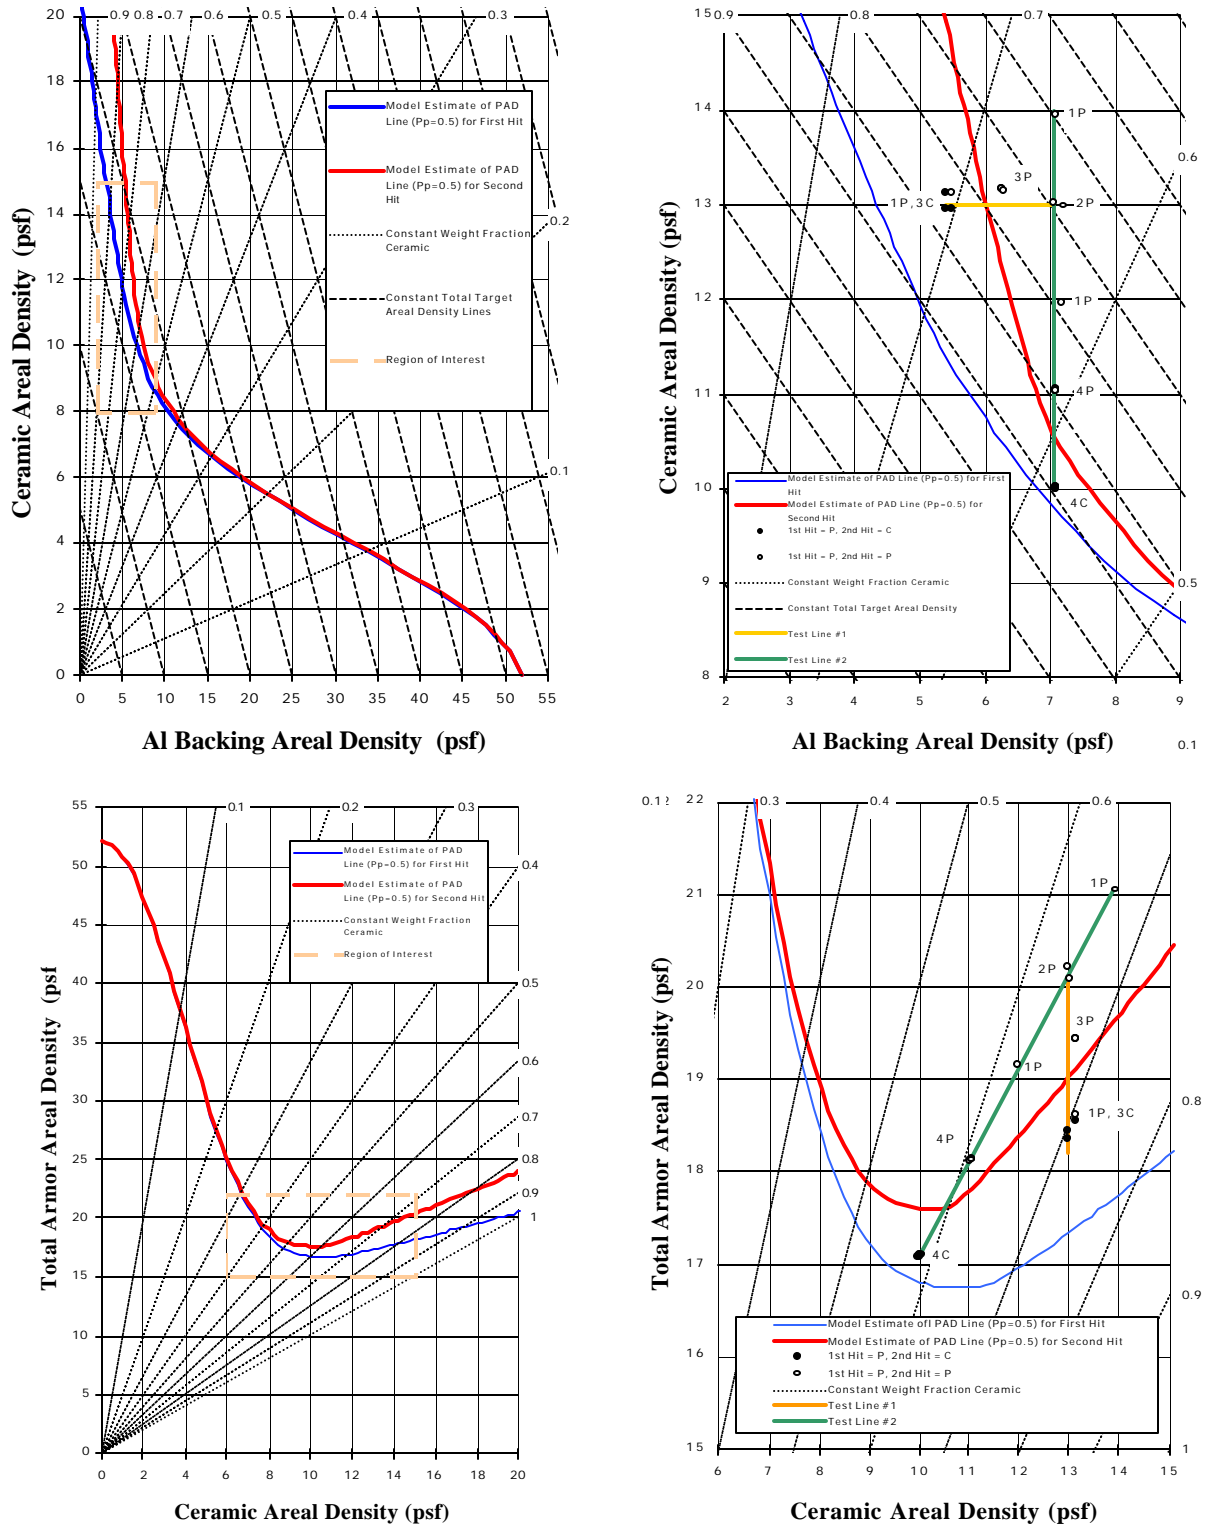 0.9 0.8 0.7 0.6 0.5 0.4 0.3
20
18
16
14
12
10
8
6
4
2
0
0 5 10 15 20 25 30 35 40 45 50 55
0.2
0.1
Ceramic Areal Density (psf)
Al Backing Areal Density (psf)
Model Estimate of PAD
Line (Pp=0.5) for First Hit
Model Estimate of PAD
Line (Pp=0.5) for Second
Hit
Constant Weight Fraction
Ceramic
Constant Total Target
Areal Density Lines
Region of Interest
0.9 0.8 0.7
15
14
13
12
11
10
9
8
2 3 4 5 6 7 8 9
0.6
0.5
0.1
1P
3P
1P,3C
2P
1P
4P
4C
Ceramic Areal Density (psf)
Al Backing Areal Density (psf)
Model Estimate of PAD Line (Pp=0.5) for First
Hit
Model Estimate of PAD Line (Pp=0.5) for
Second Hit
1st Hit = P, 2nd Hit = C
1st Hit = P, 2nd Hit = P
Constant Weight Fraction Ceramic
Constant Total Target Areal Density
Test Line #1
Test Line #2
0.1 0.2 0.3
55
50
45
40
35
30
25
20
15
10
5
0
0 2 4 6 8 10 12 14 16 18 20
0.4
0.5
0.6
0.7
0.8
0.9
1
Total Armor Areal Density (psf
Ceramic Areal Density (psf)
Model Estimate of PAD
Line (Pp=0.5) for First Hit
Model Estimate of PAD
Line (Pp=0.5) for Second Hit
Constant Weight Fraction
Ceramic
Region of Interest
0.3 0.4 0.5 0.6
22
21
20
19
18
17
16
15
6 7 8 9 10 11 12 13 14 15
0.8
0.9
1
1P
2P
3P
1P
1P, 3C
4P
4C
Total Armor Areal Density (psf)
Ceramic Areal Density (psf)
Model Estimate of PAD Line (Pp=0.5) for First Hit
Model Estimate of PAD Line (Pp=0.5) for Second Hit
1st Hit = P, 2nd Hit = C
1st Hit = P, 2nd Hit = P
Constant Weight Fraction Ceramic
Test Line #1
Test Line #2